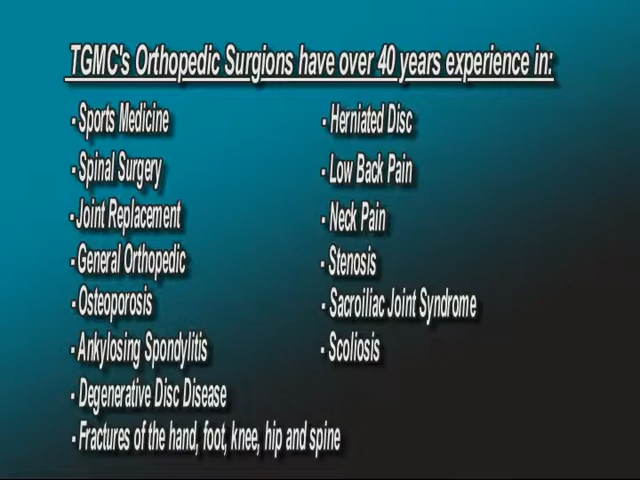 TGMC's Orthopedic Surgions have over 40 years experience in:
- Sports Medicine
- Spinal Surgery
- Joint Replacement
- General Orthopedic
- Osteoporosis
- Ankylosing Spondylitis
- Degenerative Disc Disease
- Fractures of the hand, foot, knee, hip and spine
- Herniated Disc
- Low Back Pain
- Neck Pain
- Stenosis
- Sacroiliac Joint Syndrome
- Scoliosis